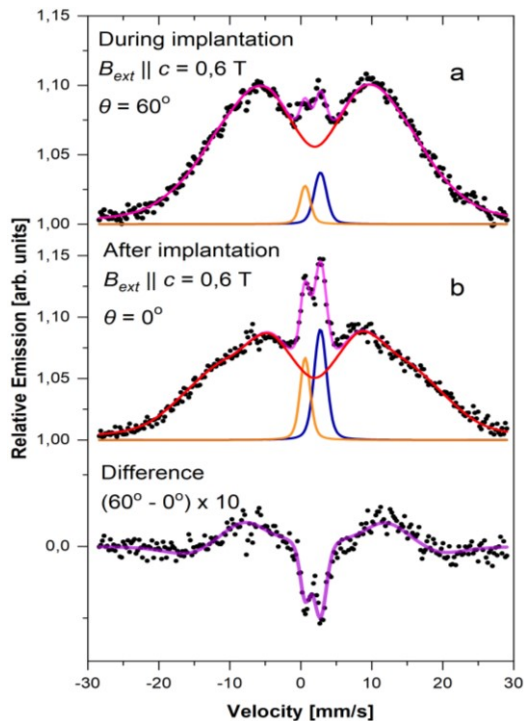 1,15
During implantation
a
B_ext || c = 0,6 T
1,10
θ = 60°
1,05
1,00
After implantation
1,15
b
B_ext || c = 0,6 T
1,10
θ = 0°
1,05
1,00
Difference
(60° - 0°) x 10
0,0
Relative Emission [arb. units]
-30 -20 -10 0 10 20 30
Velocity [mm/s]